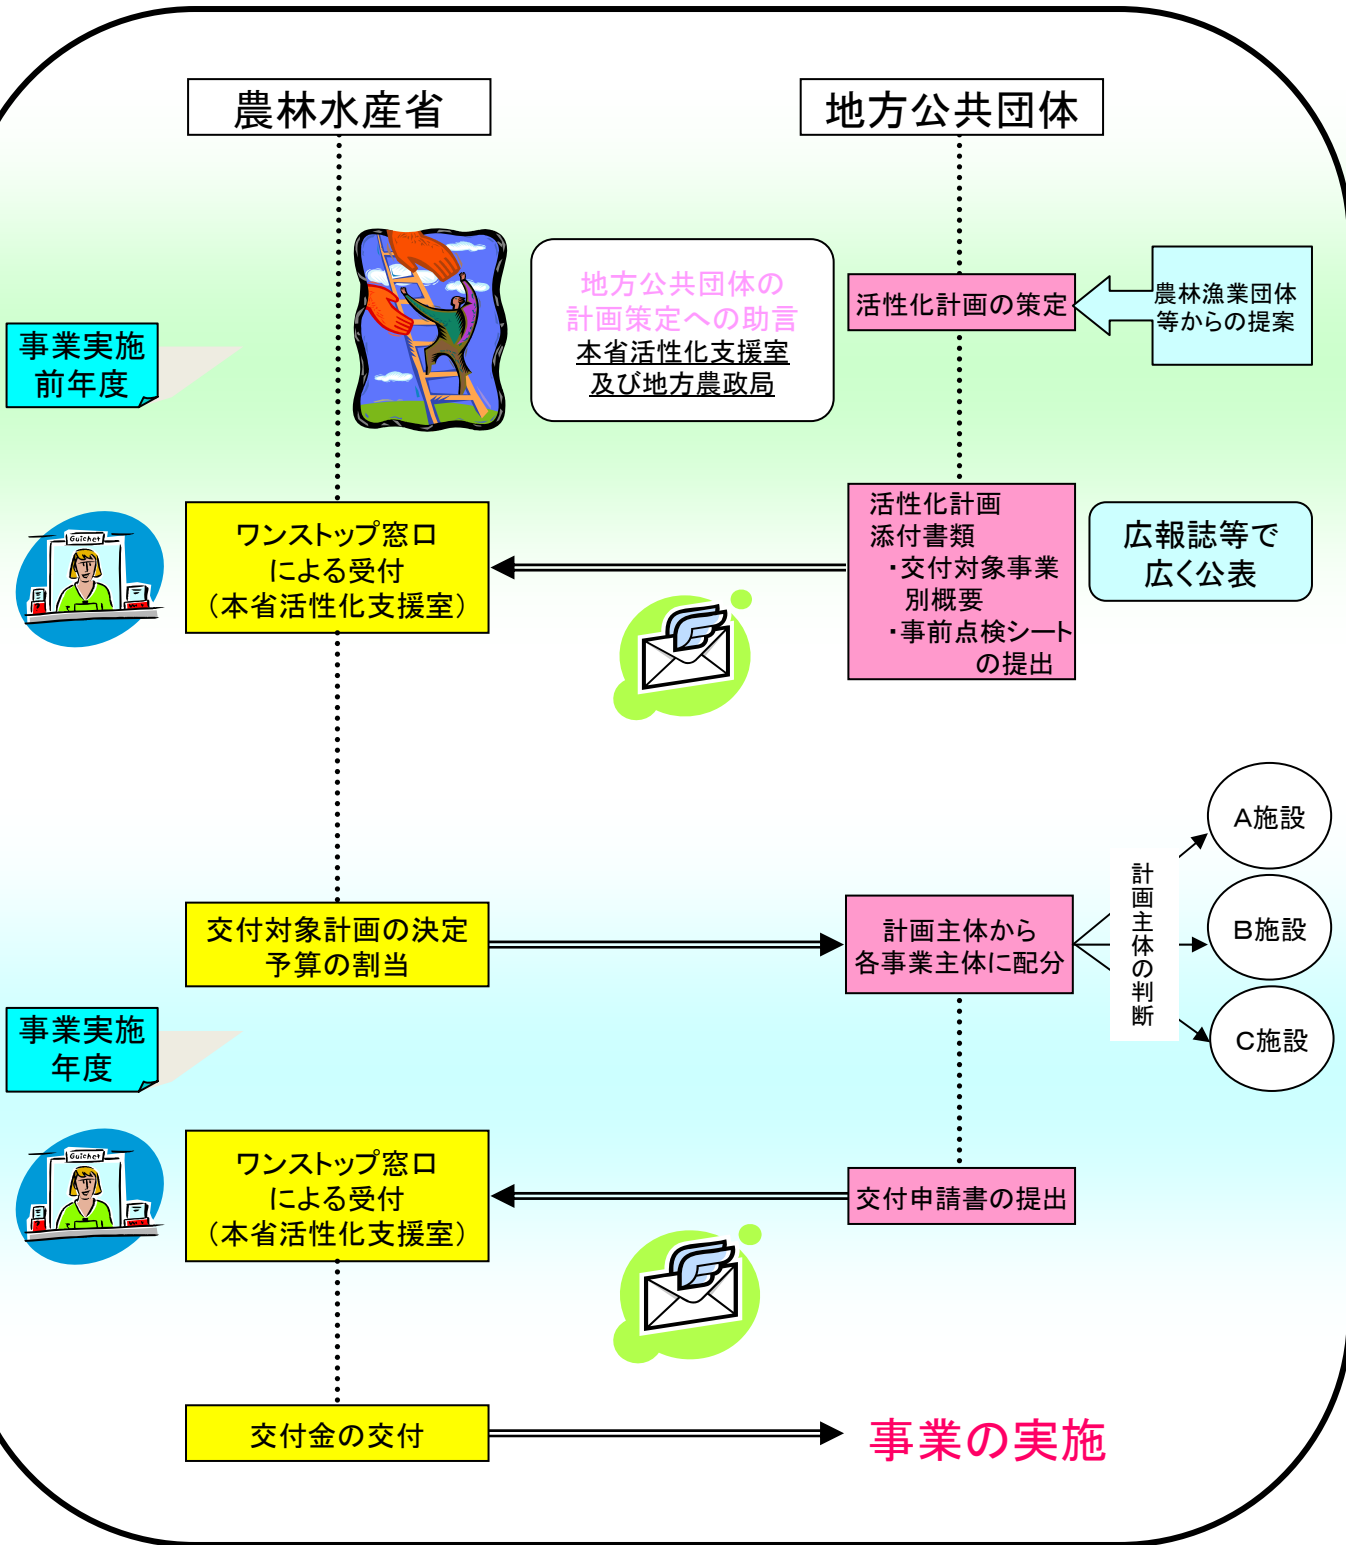 農林水産省
地方公共団体
地方公共団体の
計画策定への助言
本省活性化支援室
及び地方農政局
活性化計画の策定
農林漁業団体
等からの提案
事業実施
前年度
Guichet
ワンストップ窓口
による受付
（本省活性化支援室）
活性化計画
添付書類
・交付対象事業
別概要
・事前点検シート
の提出
広報誌等で
広く公表
交付対象計画の決定
予算の割当
計画主体から
各事業主体に配分
計画主体の判断
A施設
B施設
C施設
事業実施
年度
Guichet
ワンストップ窓口
による受付
（本省活性化支援室）
交付申請書の提出
交付金の交付
事業の実施